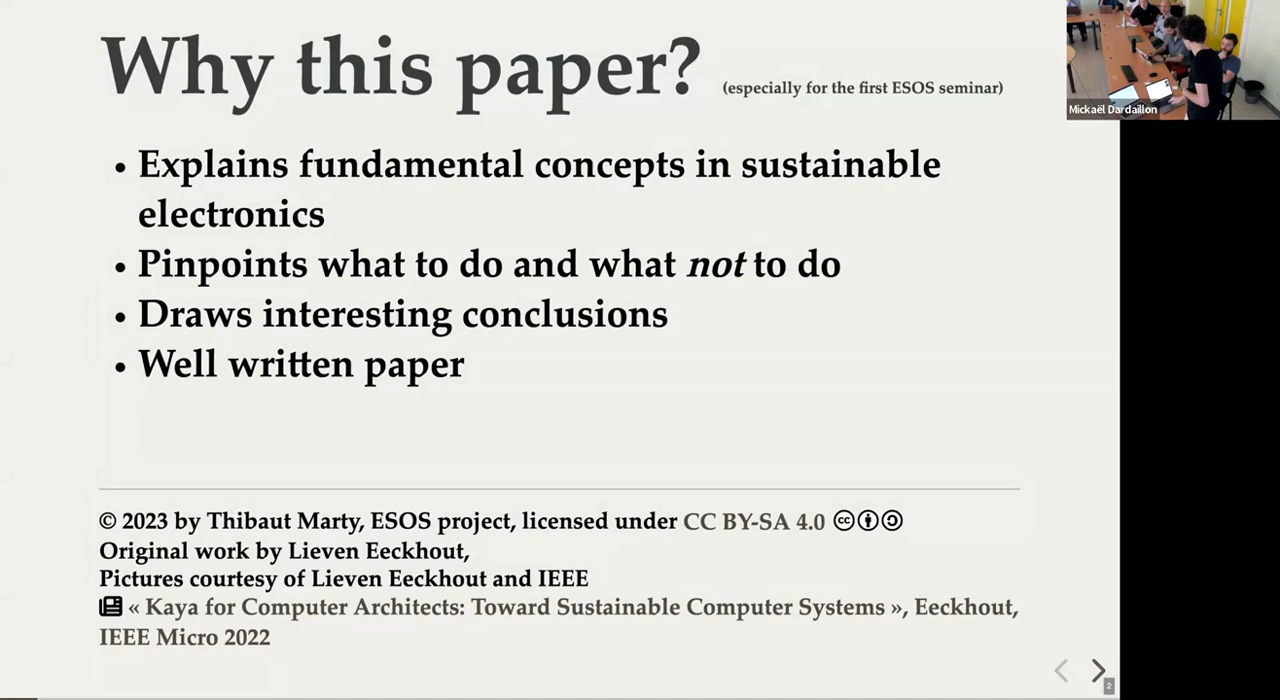 Why this paper? (especially for the first ESOS seminar)
• Explains fundamental concepts in sustainable
electronics
• Pinpoints what to do and what not to do
• Draws interesting conclusions
• Well written paper
© 2023 by Thibaut Marty, ESOS project, licensed under CC BY-SA 4.0
Original work by Lieven Eeckhout,
Pictures courtesy of Lieven Eeckhout and IEEE
« Kaya for Computer Architects: Toward Sustainable Computer Systems », Eeckhout,
IEEE Micro 2022
2
Mickaël Dardaillon